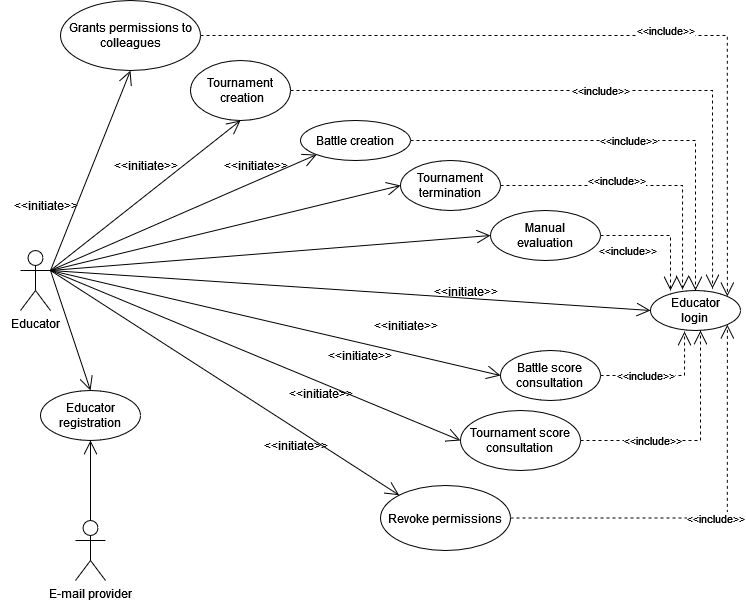 Grants permissions to
colleagues
<<include>>
Tournament
creation
<<include>>
Battle creation
<<include>>
<<initiate>>
<<initiate>>
Tournament
termination
<<include>>
<<initiate>>
Manual
evaluation
<<include>>
Educator
<<initiate>>
Educator
login
<<initiate>>
<<initiate>>
Battle score
consultation
<<include>>
<<initiate>>
Educator
registration
Tournament score
consultation
<<include>>
<<initiate>>
Revoke permissions
<<include>>
E-mail provider